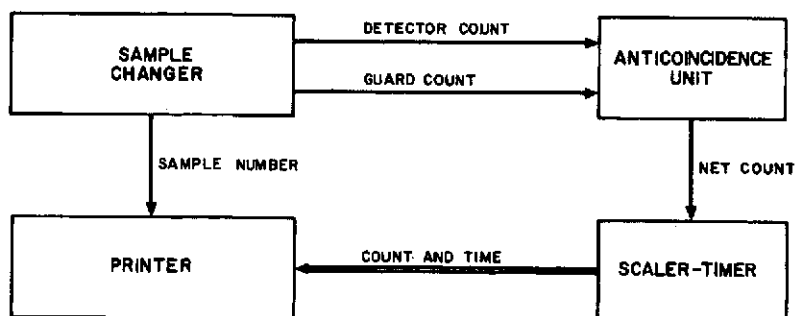 DETECTOR COUNT
SAMPLE
CHANGER
GUARD COUNT
ANTICOINCIDENCE
UNIT
SAMPLE NUMBER
NET COUNT
PRINTER
COUNT AND TIME
SCALER-TIMER